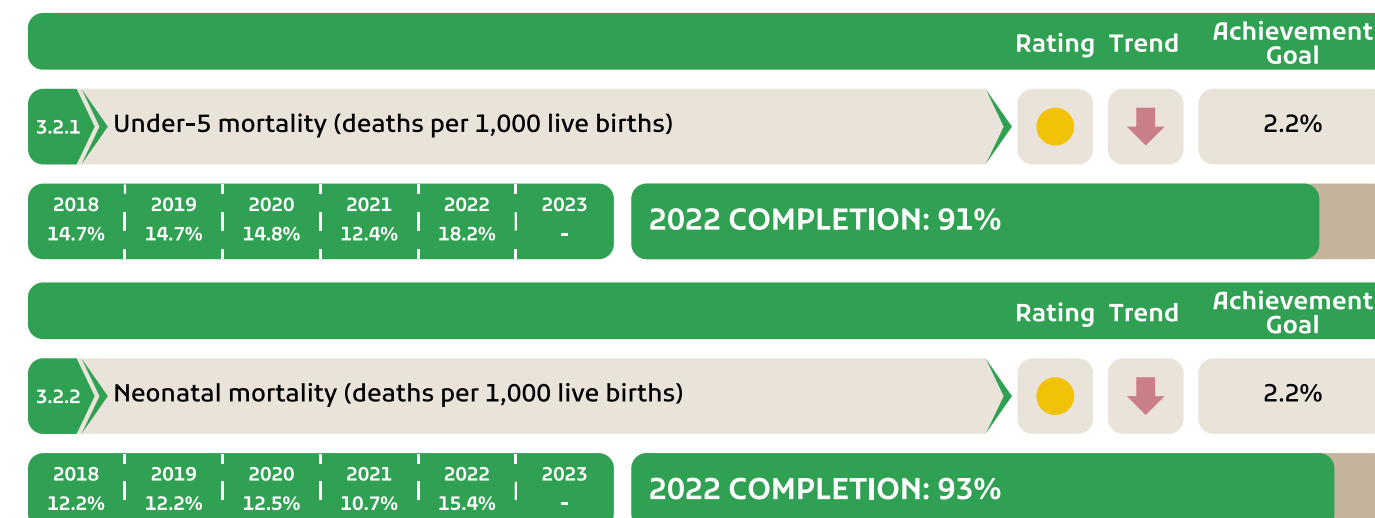 Rating Trend Achievement
Goal
3.2.1 Under-5 mortality (deaths per 1,000 live births) 2.2%
2018 2019 2020 2021 2022 2023
14.7% 14.7% 14.8% 12.4% 18.2% -
2022 COMPLETION: 91%
Rating Trend Achievement
Goal
3.2.2 Neonatal mortality (deaths per 1,000 live births) 2.2%
2018 2019 2020 2021 2022 2023
12.2% 12.2% 12.5% 10.7% 15.4% -
2022 COMPLETION: 93%